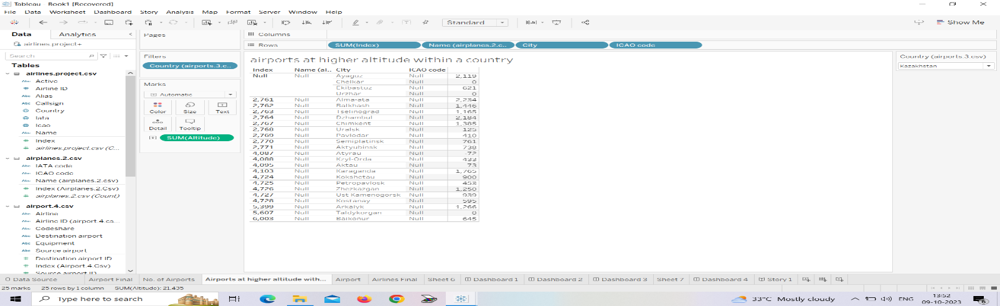 Tableau - Book1 [Recovered]
File Data Worksheet Dashboard Story Analysis Map Format Server Window Help
Standard
Show Me
Data Analytics <
airlines.project+
Search
Tables
airlines.project.csv
Abc Active
# Airline ID
Abc Alias
Abc Callsign
Country
Iata
Icao
Abc Name
# Index
# airlines.project.csv (C...
airplanes.2.csv
Abc IATA code
Abc ICAO code
Abc Name (airplanes.2.csv)
# Index (Airplanes.2.Csv)
# airplanes.2.csv (Count)
airport.4.csv
Abc Airline
Abc Airline ID (airport.4.cs...
Abc Codeshare
Abc Destination airport
Abc Equipment
Abc Source airport
# Destination airport ID
# Index (Airport.4.Csv)
# Source airport ID
Pages
Filters
Country (airports.3.c..
Marks
Automatic
Color Size Text
Detail Tooltip
SUM(Altitude)
Columns
Rows SUM(Index) Name (airplanes.2.c.. City ICAO code
airports at higher altitude within a country
Index Name (ai.. City ICAO code
Null Null Ayaguz Null 2,119
Chelkar Null 0
Ekibastuz Null 621
Urzhar Null 0
2,761 Null Alma-ata Null 2,234
2,762 Null Balkhash Null 1,446
2,763 Null Tselinograd Null 1,165
2,764 Null Dzhambul Null 2,184
2,767 Null Chimkent Null 1,385
2,768 Null Uralsk Null 125
2,769 Null Pavlodar Null 410
2,770 Null Semiplatinsk Null 761
2,771 Null Aktyubinsk Null 738
4,087 Null Atyrau Null -72
4,088 Null Kzyl-Orda Null 433
4,095 Null Aktau Null 73
4,103 Null Karaganda Null 1,765
4,724 Null Kokshetau Null 900
4,725 Null Petropavlosk Null 453
4,726 Null Zhezkazgan Null 1,250
4,727 Null Ust Kamenogorsk Null 939
4,728 Null Kostanay Null 595
5,399 Null Arkalyk Null 1,266
5,607 Null Taldykorgan Null 0
6,003 Null Baikonur Null 645
Country (airports.3.csv)
Kazakhstan
Data Source Airport Final No. of Airports Airports at higher altitude with... Airport Airlines Final Sheet 6 Dashboard 1 Dashboard 2 Dashboard 3 Sheet 7 Dashboard 4 Story 1
25 marks 25 rows by 1 column SUM(Altitude): 21,435
Type here to search
33°C Mostly cloudy
ENG
13:52
09-10-2023
6